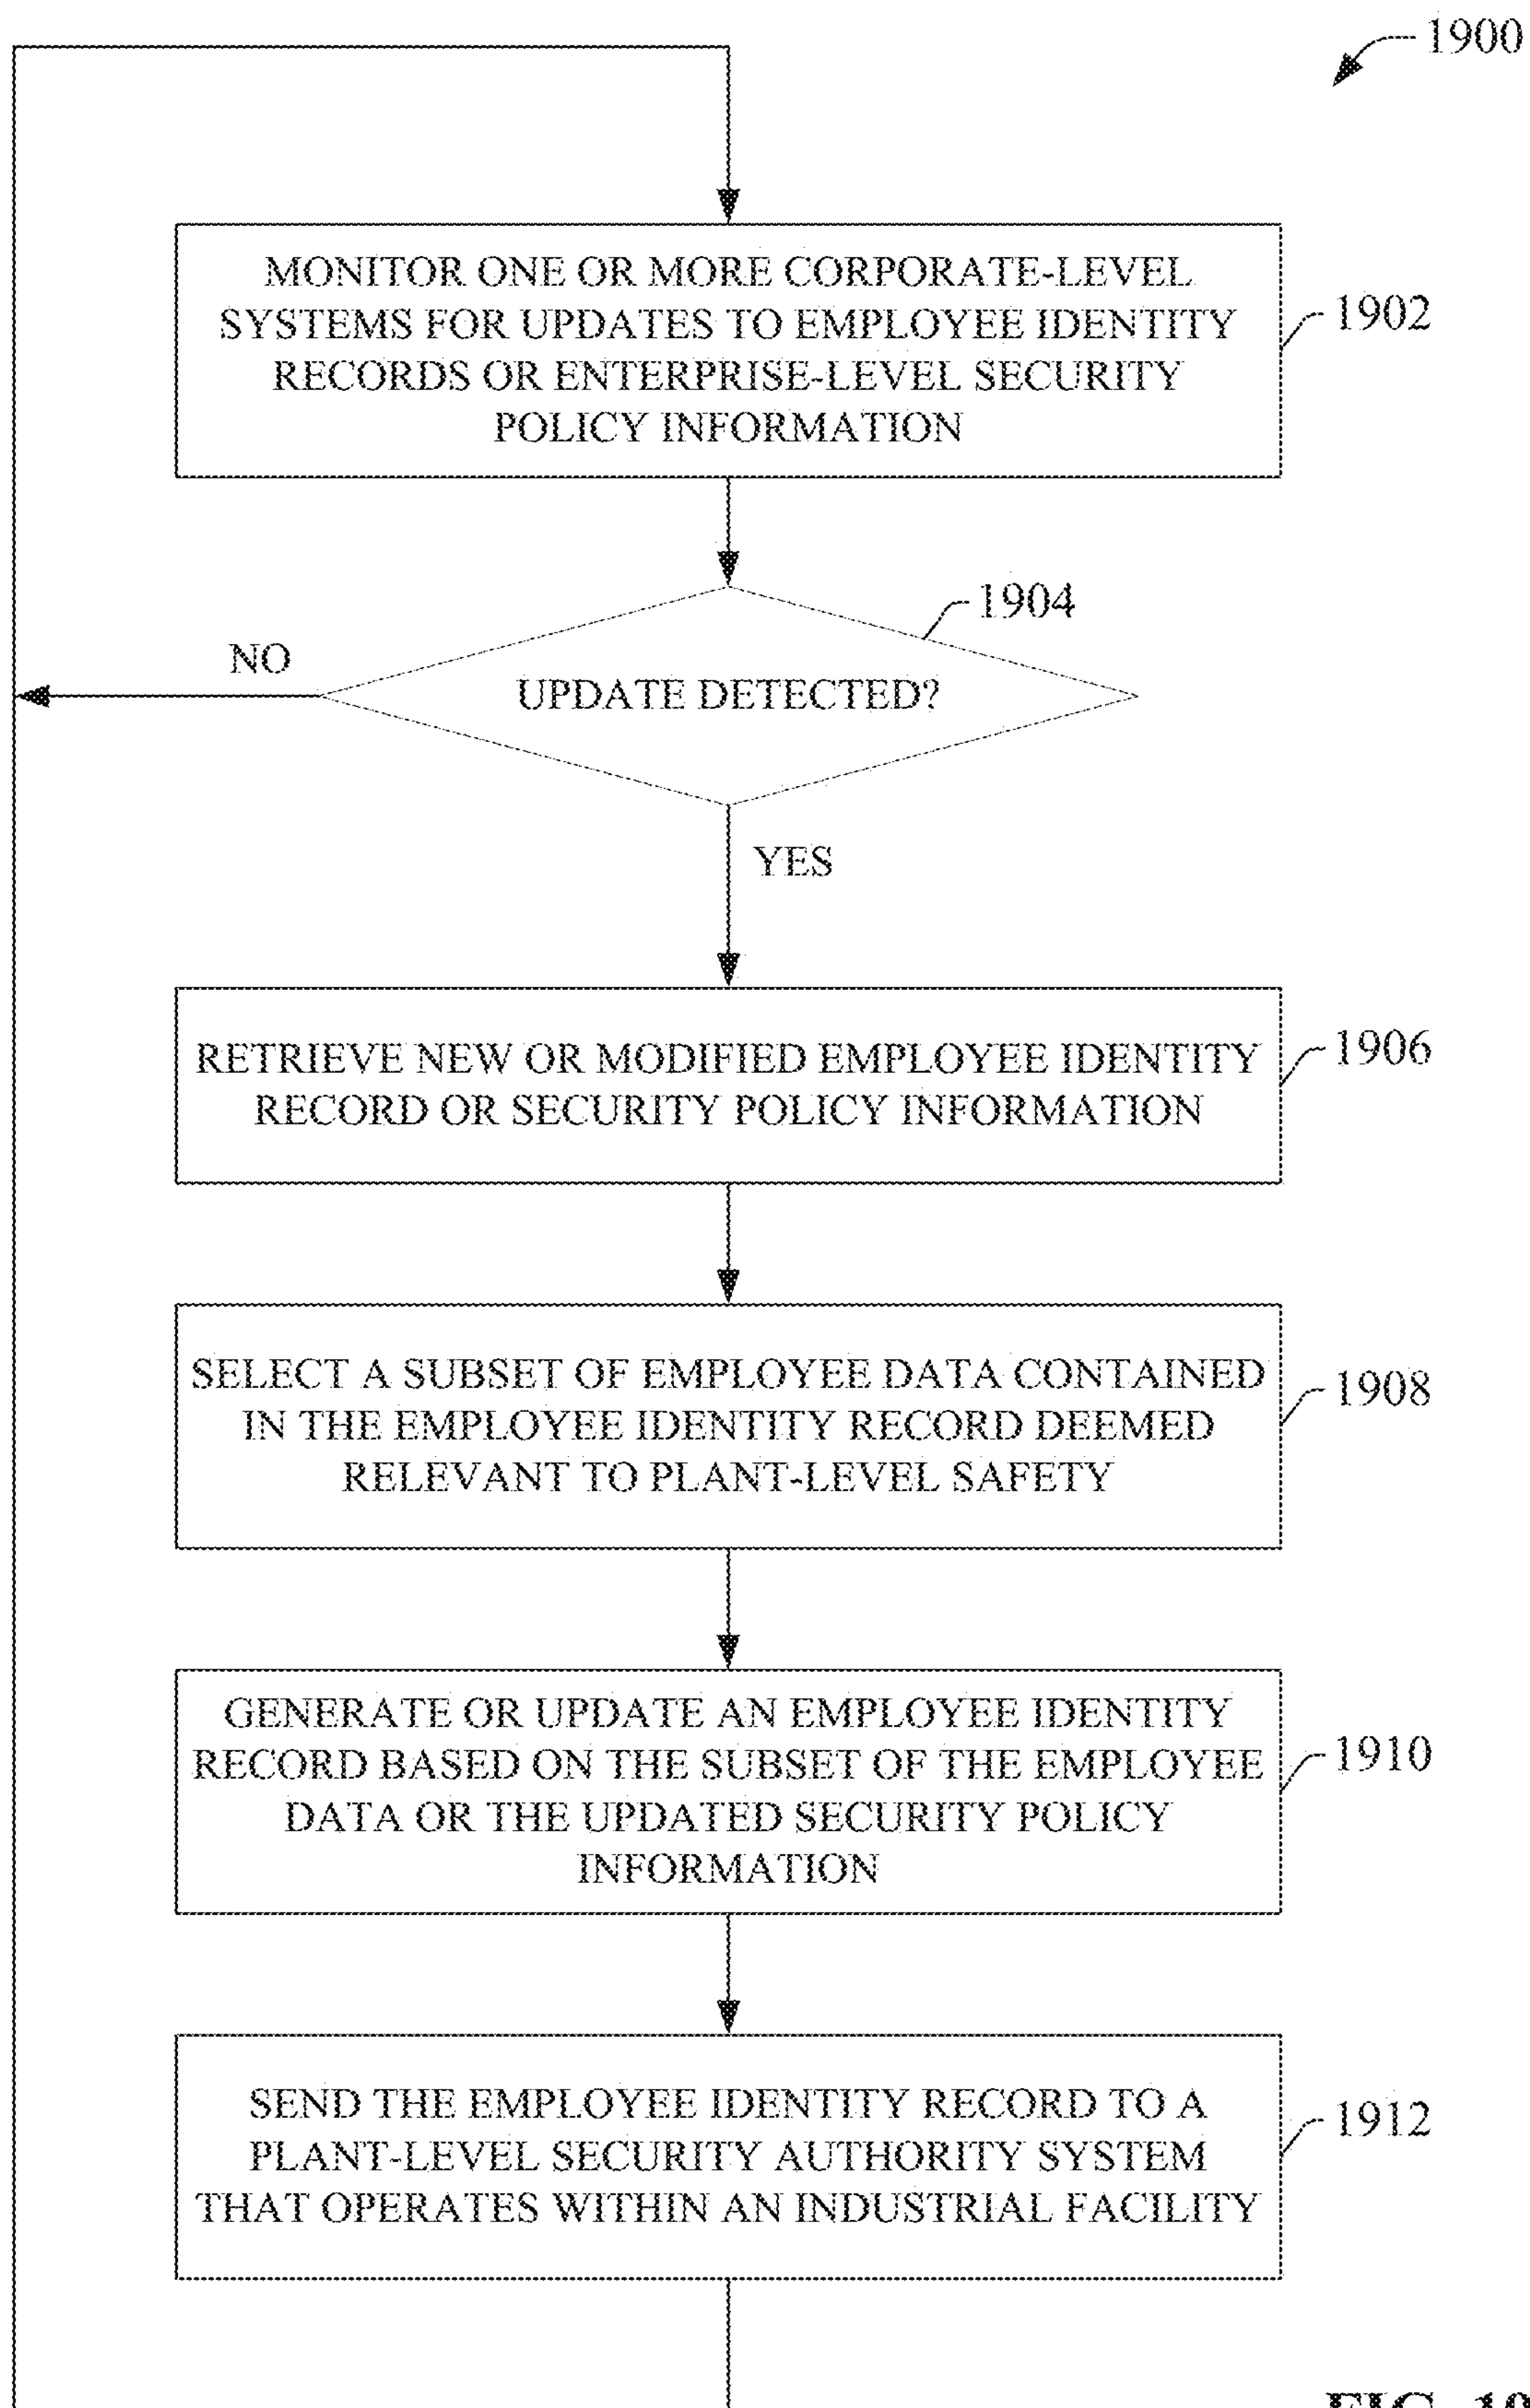 1900
MONITOR ONE OR MORE CORPORATE-LEVEL
SYSTEMS FOR UPDATES TO EMPLOYEE IDENTITY
RECORDS OR ENTERPRISE-LEVEL SECURITY
POLICY INFORMATION
1902
1904
NO
UPDATE DETECTED?
YES
RETRIEVE NEW OR MODIFIED EMPLOYEE IDENTITY
RECORD OR SECURITY POLICY INFORMATION
1906
SELECT A SUBSET OF EMPLOYEE DATA CONTAINED
IN THE EMPLOYEE IDENTITY RECORD DEEMED
RELEVANT TO PLANT-LEVEL SAFETY
1908
GENERATE OR UPDATE AN EMPLOYEE IDENTITY
RECORD BASED ON THE SUBSET OF THE EMPLOYEE
DATA OR THE UPDATED SECURITY POLICY
INFORMATION
1910
SEND THE EMPLOYEE IDENTITY RECORD TO A
PLANT-LEVEL SECURITY AUTHORITY SYSTEM
THAT OPERATES WITHIN AN INDUSTRIAL FACILITY
1912
FIG. 19